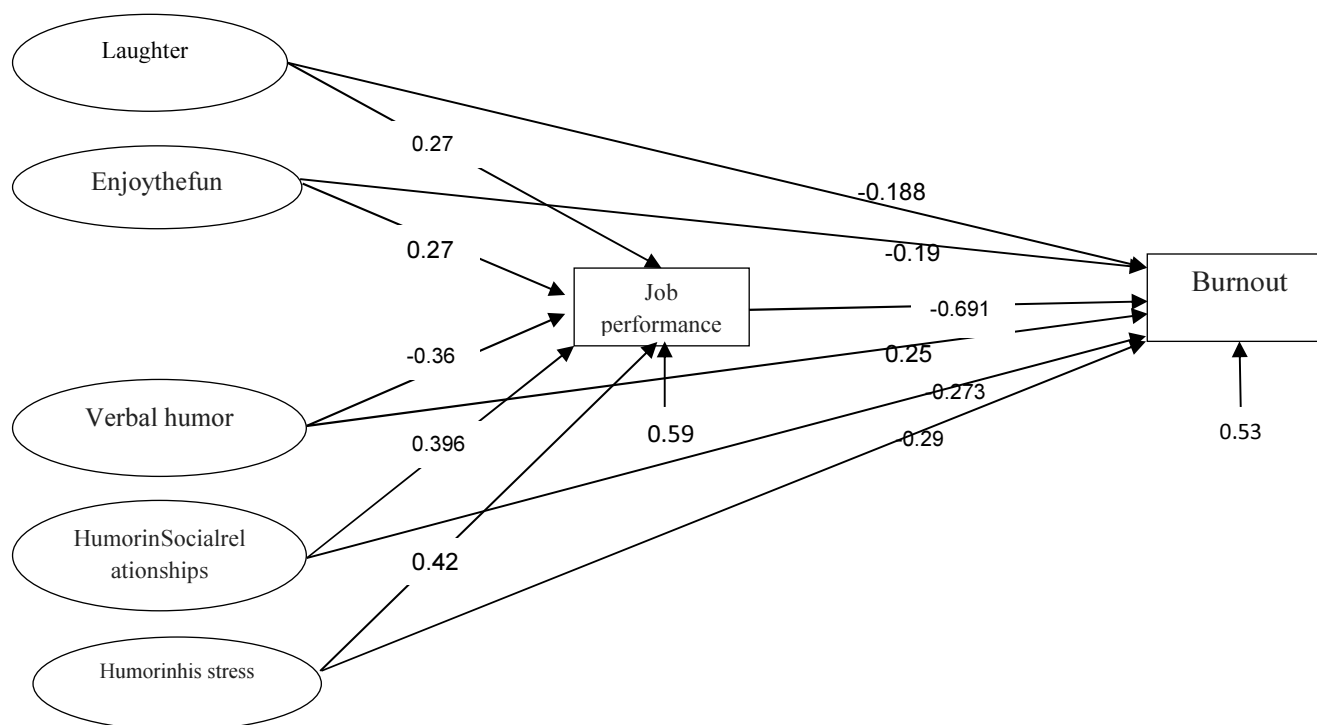 Laughter
0.27
Enjoythefun
-0.188
0.27
-0.19
Burnout
Job
performance
-0.691
-0.36
0.25
Verbal humor
0.273
0.396
0.59
-0.29
0.53
HumorinSocialrel
ationships
0.42
Humorinhis stress